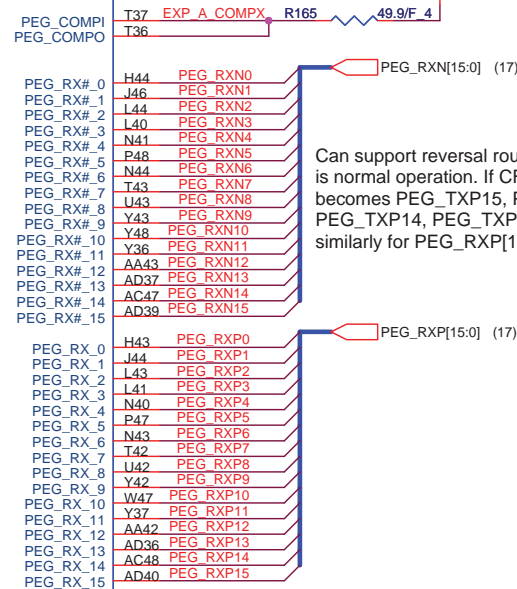 PEG_COMPI T37 EXP_A_COMPX R165 49.9/F_4
PEG_COMPO T36
PEG_RXN[15:0] (17)
PEG_RX#_0 H44 PEG_RXN0
PEG_RX#_1 J46 PEG_RXN1
PEG_RX#_2 L44 PEG_RXN2
PEG_RX#_3 L40 PEG_RXN3
PEG_RX#_4 N41 PEG_RXN4
PEG_RX#_5 P48 PEG_RXN5
PEG_RX#_6 N44 PEG_RXN6
PEG_RX#_7 T43 PEG_RXN7
PEG_RX#_8 U43 PEG_RXN8
PEG_RX#_9 Y43 PEG_RXN9
PEG_RX#_10 Y48 PEG_RXN10
PEG_RX#_11 Y36 PEG_RXN11
PEG_RX#_12 AA43 PEG_RXN12
PEG_RX#_13 AD37 PEG_RXN13
PEG_RX#_14 AC47 PEG_RXN14
PEG_RX#_15 AD39 PEG_RXN15
Can support reversal rou
is normal operation. If CF
becomes PEG_TXP15, P
PEG_TXP14, PEG_TXP
similarly for PEG_RXP[1
PEG_RXP[15:0] (17)
PEG_RX_0 H43 PEG_RXP0
PEG_RX_1 J44 PEG_RXP1
PEG_RX_2 L43 PEG_RXP2
PEG_RX_3 L41 PEG_RXP3
PEG_RX_4 N40 PEG_RXP4
PEG_RX_5 P47 PEG_RXP5
PEG_RX_6 N43 PEG_RXP6
PEG_RX_7 T42 PEG_RXP7
PEG_RX_8 U42 PEG_RXP8
PEG_RX_9 Y42 PEG_RXP9
PEG_RX_10 W47 PEG_RXP10
PEG_RX_11 Y37 PEG_RXP11
PEG_RX_12 AA42 PEG_RXP12
PEG_RX_13 AD36 PEG_RXP13
PEG_RX_14 AC48 PEG_RXP14
PEG_RX_15 AD40 PEG_RXP15